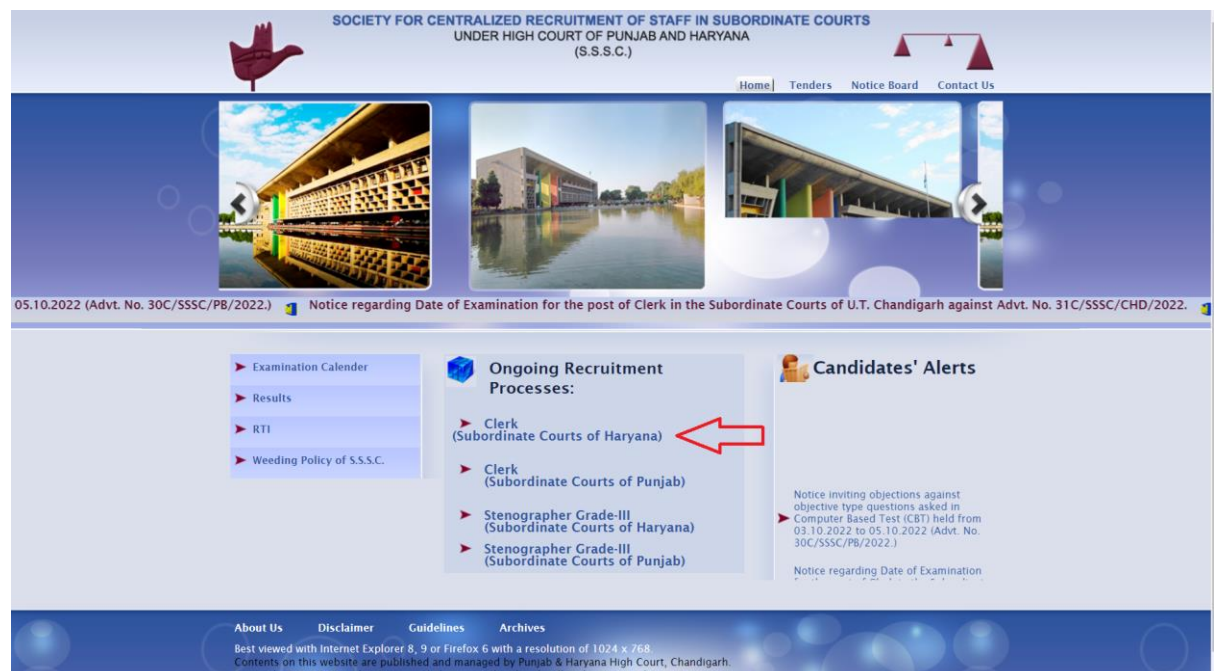 SOCIETY FOR CENTRALIZED RECRUITMENT OF STAFF IN SUBORDINATE COURTS
UNDER HIGH COURT OF PUNJAB AND HARYANA
(S.S.S.C.)
Home Tenders Notice Board Contact Us
05.10.2022 (Advt. No. 30C/SSSC/PB/2022.) Notice regarding Date of Examination for the post of Clerk in the Subordinate Courts of U.T. Chandigarh against Advt. No. 31C/SSSC/CHD/2022.
Examination Calender
Results
RTI
Weeding Policy of S.S.S.C.
Ongoing Recruitment
Processes:
Clerk
(Subordinate Courts of Haryana)
Clerk
(Subordinate Courts of Punjab)
Stenographer Grade-III
(Subordinate Courts of Haryana)
Stenographer Grade-III
(Subordinate Courts of Punjab)
Candidates' Alerts
Notice inviting objections against
objective type questions asked in
Computer Based Test (CBT) held from
03.10.2022 to 05.10.2022 (Advt. No.
30C/SSSC/PB/2022.)
Notice regarding Date of Examination
About Us Disclaimer Guidelines Archives
Best viewed with Internet Explorer 8, 9 or Firefox 6 with a resolution of 1024 x 768.
Contents on this website are published and managed by Punjab & Haryana High Court, Chandigarh.